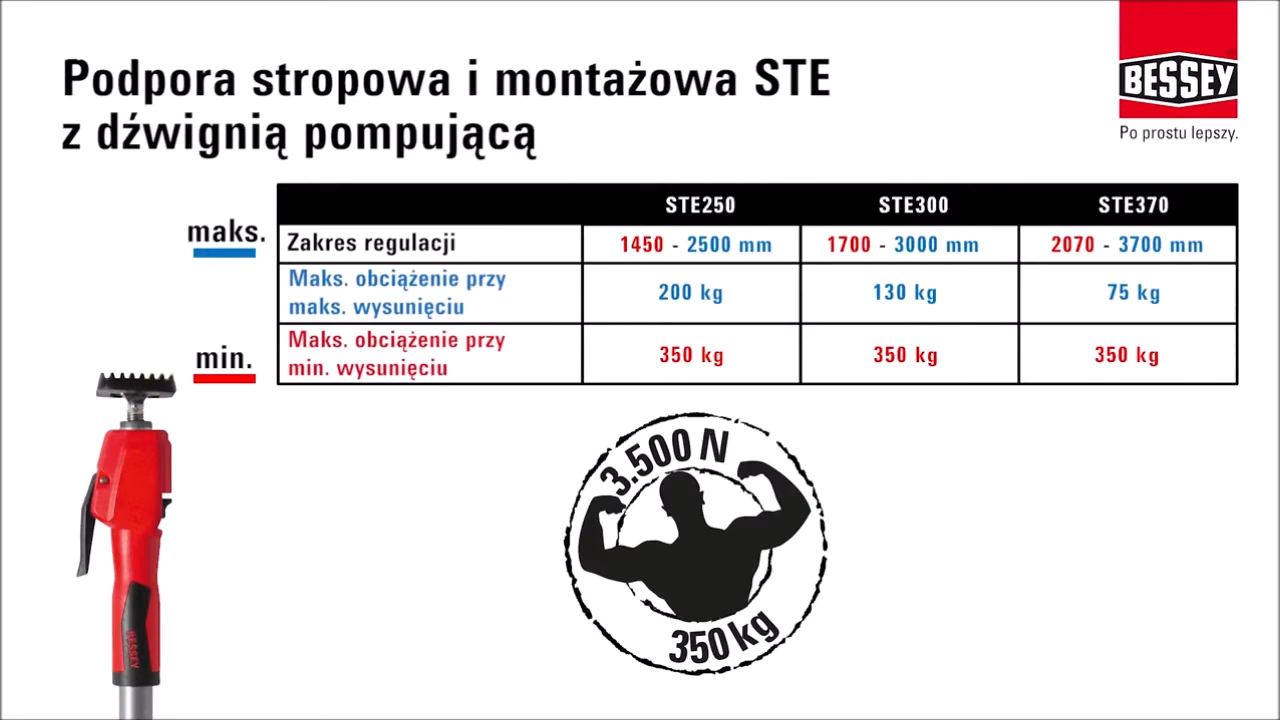 Podpora stropowa i montażowa STE
z dźwignią pompującą
BESSEY
Po prostu lepszy.
STE250 STE300 STE370
maks.
Zakres regulacji 1450 - 2500 mm 1700 - 3000 mm 2070 - 3700 mm
Maks. obciążenie przy
maks. wysunięciu 200 kg 130 kg 75 kg
min.
Maks. obciążenie przy
min. wysunięciu 350 kg 350 kg 350 kg
3.500 N
350 kg
BESSEY